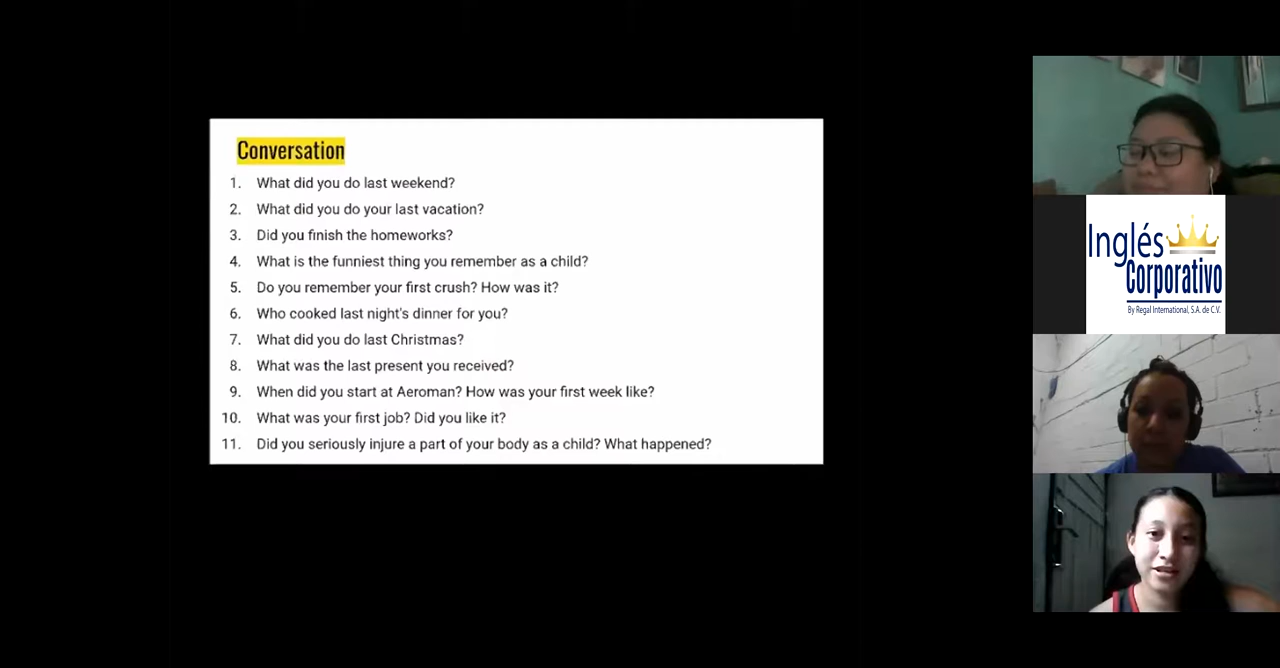 Conversation
1. What did you do last weekend?
2. What did you do your last vacation?
3. Did you finish the homeworks?
4. What is the funniest thing you remember as a child?
5. Do you remember your first crush? How was it?
6. Who cooked last night's dinner for you?
7. What did you do last Christmas?
8. What was the last present you received?
9. When did you start at Aeroman? How was your first week like?
10. What was your first job? Did you like it?
11. Did you seriously injure a part of your body as a child? What happened?
Inglés
Corporativo
By Regal International, S.A. de C.V.